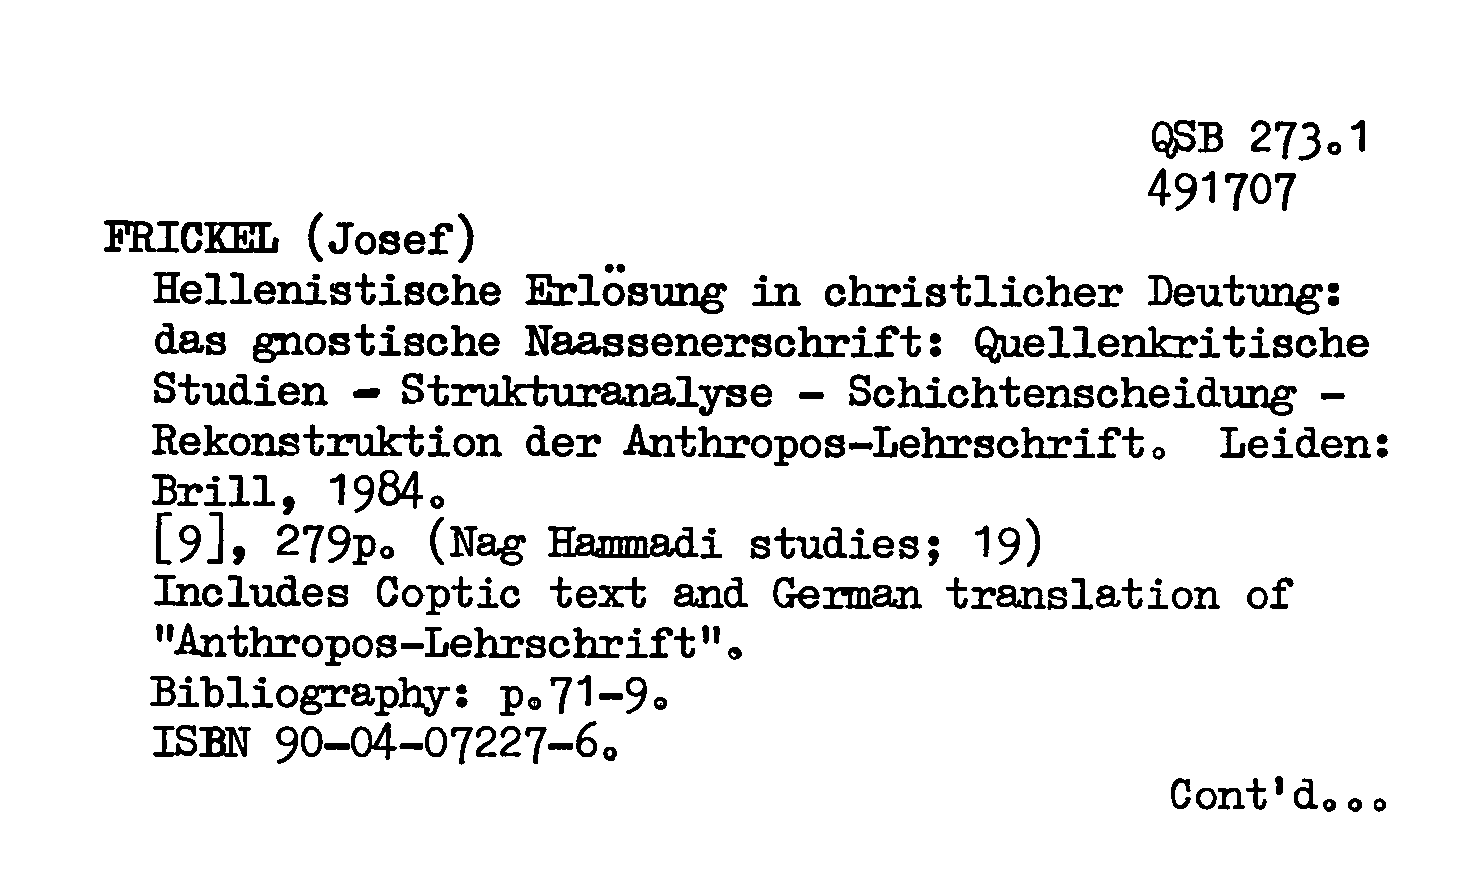 QSB 273.1
491707
FRICKEL (Josef)
Hellenistische Erlösung in christlicher Deutung:
das gnostische Naassenerschrift: Quellenkritische
Studien - Strukturanalyse - Schichtenscheidung -
Rekonstruktion der Anthropos-Lehrschrift. Leiden:
Brill, 1984.
[9], 279p. (Nag Hammadi studies; 19)
Includes Coptic text and German translation of
"Anthropos-Lehrschrift".
Bibliography: p.71-9.
ISBN 90-04-07227-6.
Cont'd...